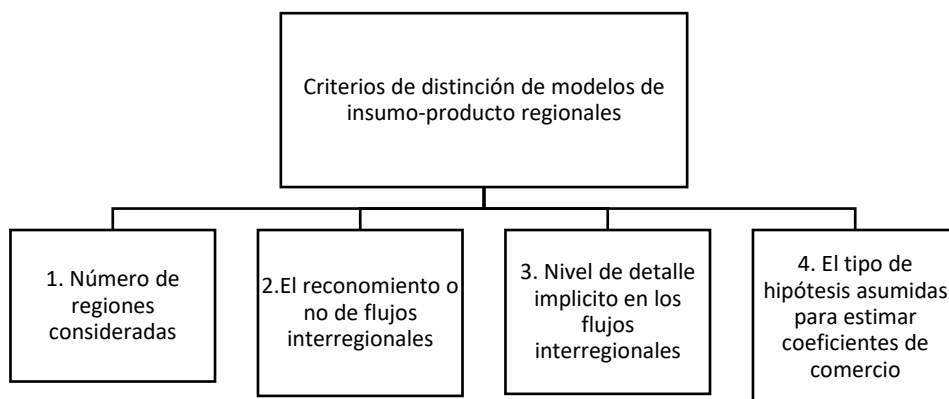 Criterios de distinción de modelos de
insumo-producto regionales
1. Número de
regiones
consideradas
2.El reconomiento o
no de flujos
interregionales
3. Nivel de detalle
implicito en los
flujos
interregionales
4. El tipo de
hipótesis asumidas
para estimar
coeficientes de
comercio